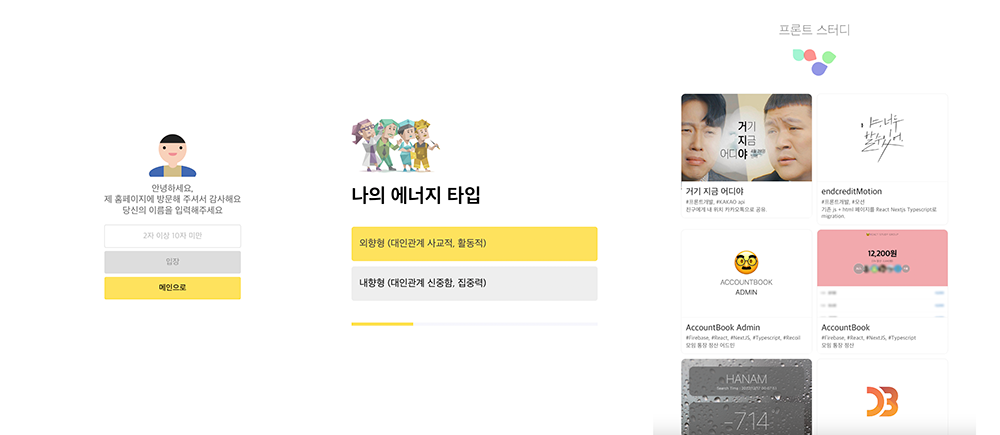 안녕하세요,
제 홈페이지에 방문해 주셔서 감사해요
당신의 이름을 입력해주세요
2자 이상 10자 미만
입장
메인으로
나의 에너지 타입
외향형 (대인관계 사교적, 활동적)
내향형 (대인관계 신중함, 집중력)
프론트 스터디
거기
지금
어디야
거기 지금 어디야
#프론트개발, #KAKAO api
친구에게 내 위치 카카오톡으로 공유
야, 너두
할 수 있어.
endcreditMotion
#프론트개발, #모션
기존 js + html 페이지를 React Nextjs Typescript로
migration.
ACCOUNTBOOK
ADMIN
AccountBook Admin
#Firebase, #React, #NextJS, #Typescript, #Recoil
모임 통장 정산 어드민
12,200원
AccountBook
#Firebase, #React, #NextJS, #Typescript
모임 통장 정산
HANAM
-7.14
DB